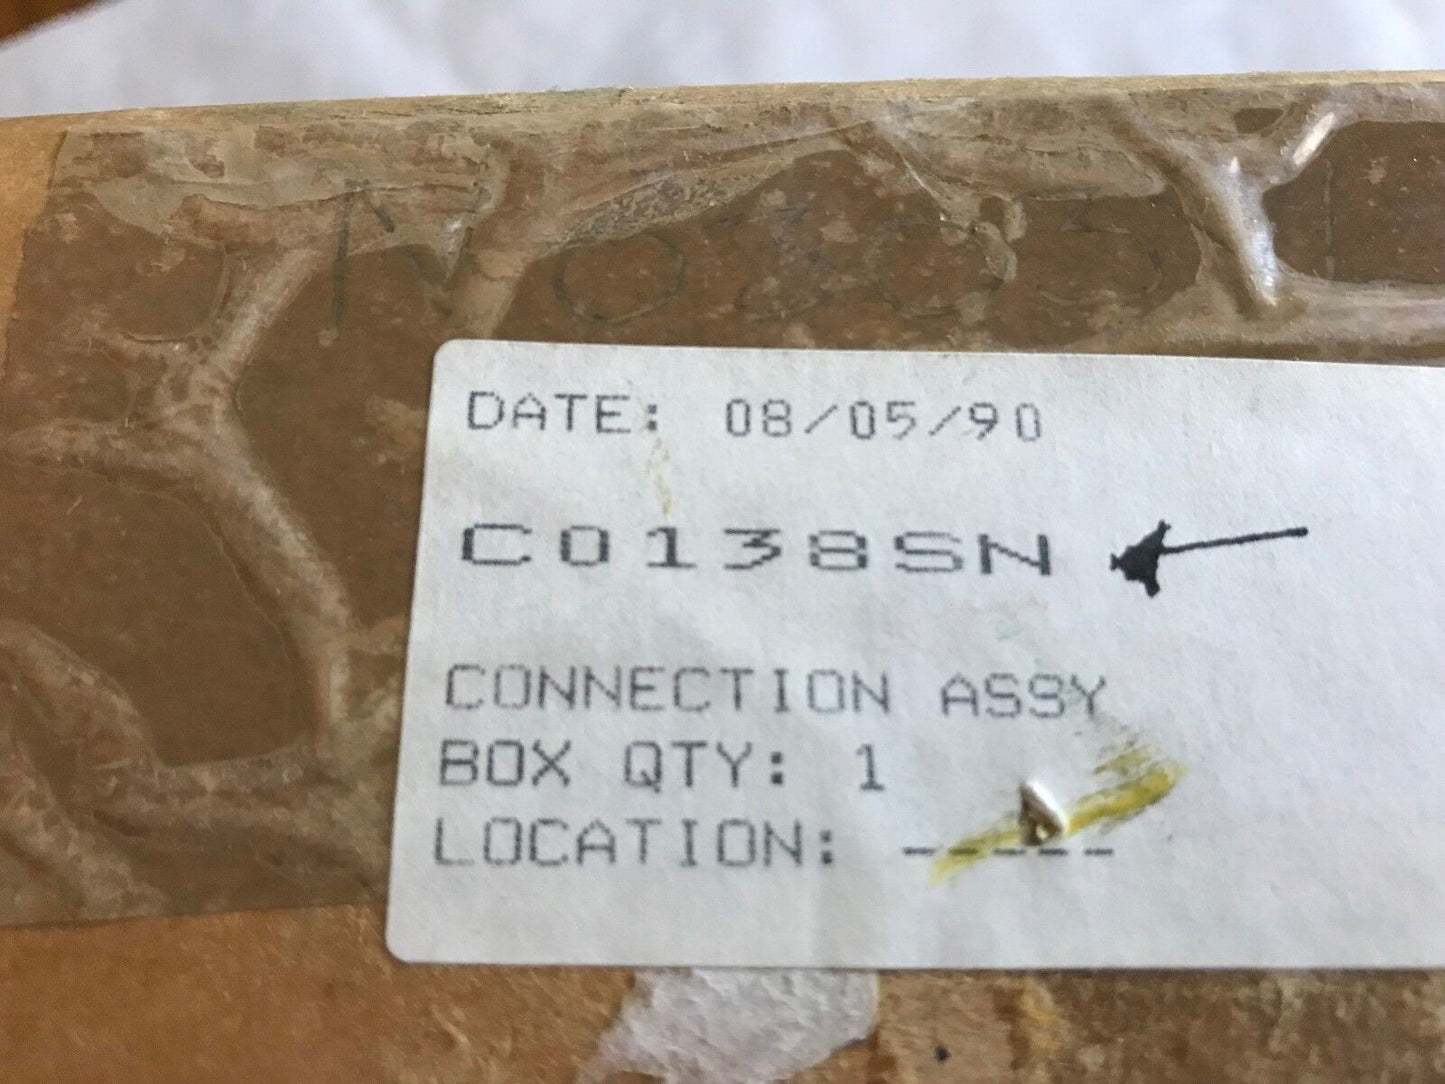 DATE: 08/05/90
C0138SN
CONNECTION ASSY
BOX QTY: 1
LOCATION: -----